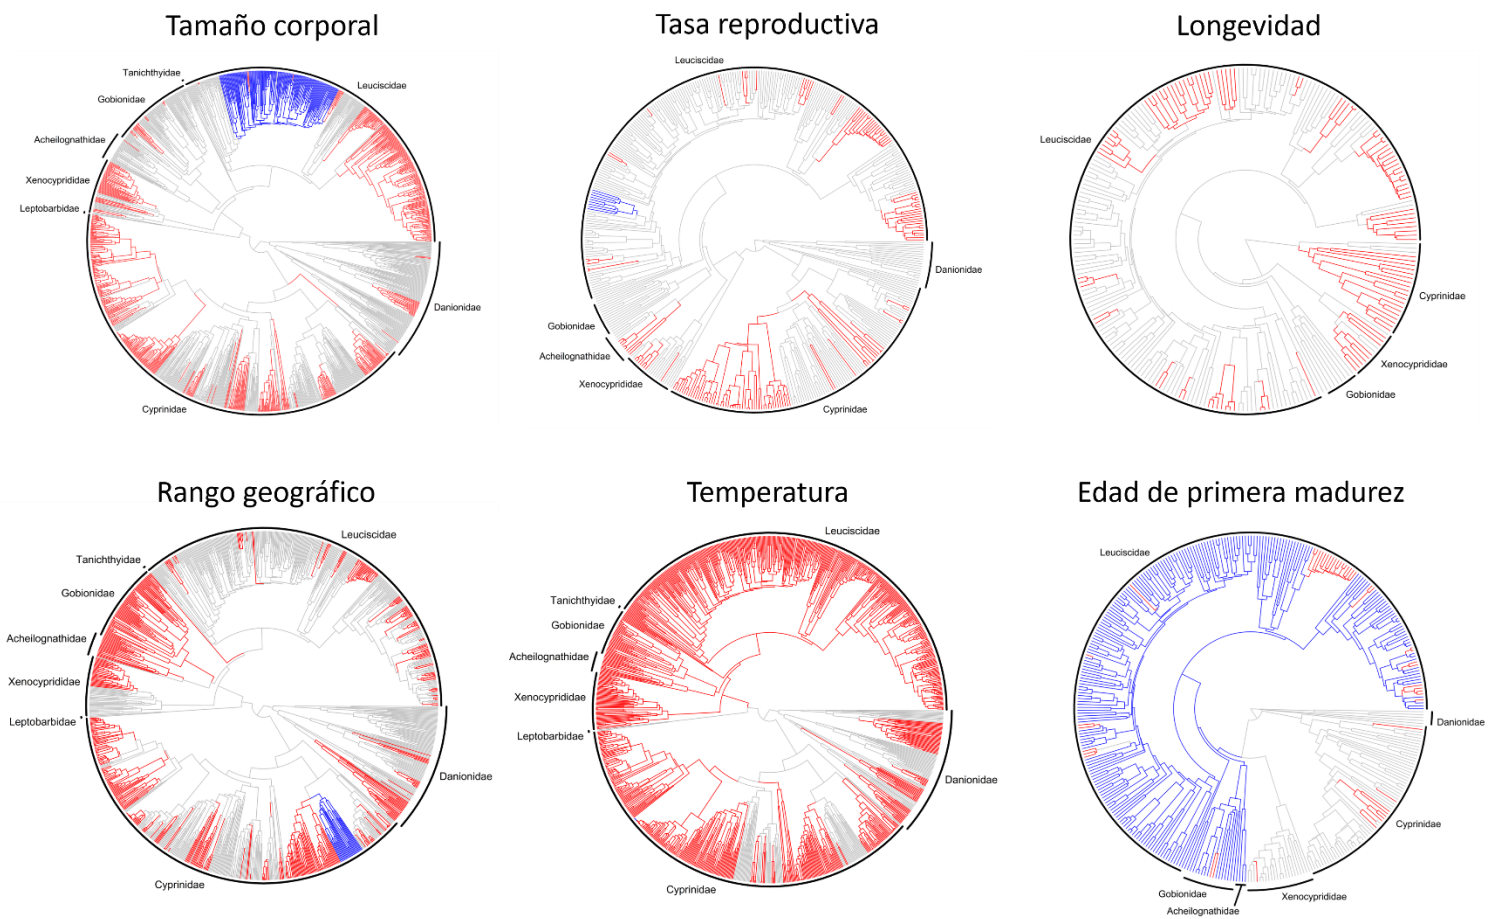 Tamaño corporal
Tasa reproductiva
Longevidad
Tanichthyidae
Gobionidae
Acheilognathidae
Xenocyprididae
Leptobarbidae
Leuciscidae
Danionidae
Cyprinidae
Leuciscidae
Danionidae
Gobionidae
Acheilognathidae
Xenocyprididae
Cyprinidae
Leuciscidae
Cyprinidae
Xenocyprididae
Gobionidae
Rango geográfico
Temperatura
Edad de primera madurez
Leuciscidae
Tanichthyidae
Gobionidae
Acheilognathidae
Xenocyprididae
Leptobarbidae
Danionidae
Cyprinidae
Leuciscidae
Tanichthyidae
Gobionidae
Acheilognathidae
Xenocyprididae
Leptobarbidae
Danionidae
Cyprinidae
Leuciscidae
Danionidae
Cyprinidae
Xenocyprididae
Gobionidae
Acheilognathidae